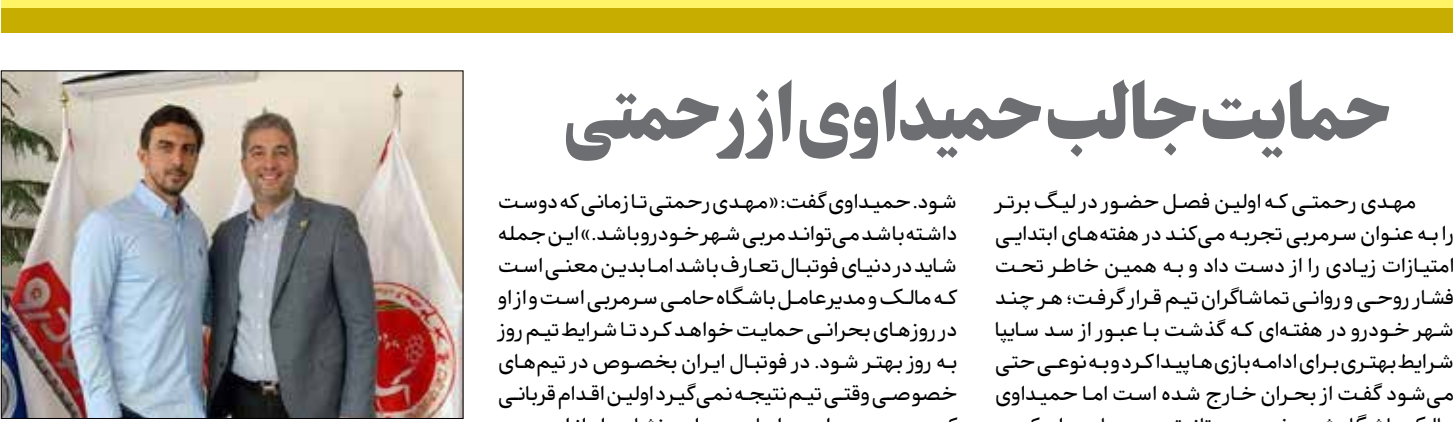 حمایت جالب حمیداوی از رحمتی
مهدی رحمتی که اولین فصل حضور در لیگ برتر
را به عنوان سرمربی تجربه می‌کند در هفته‌های ابتدایی
امتیازات زیادی را از دست داد و به همین خاطر تحت
فشار روحی و روانی تماشاگران تیم قرار گرفت؛ هر چند
شهر خودرو در هفته‌ای که گذشت با عبور از سد سایپا
شرایط بهتری برای ادامه بازی‌ها پیدا کرد و به نوعی حتی
می‌شود گفت از بحران خارج شده است اما حمیداوی
شود. حمیداوی گفت: «مهدی رحمتی تا زمانی که دوست
داشته باشد می‌تواند مربی شهر خودرو باشد.» این جمله
شاید در دنیای فوتبال تعارف باشد اما بدین معنی است
که مالک و مدیرعامل باشگاه حامی سرمربی است و از او
در روزهای بحرانی حمایت خواهد کرد تا شرایط تیم روز
به روز بهتر شود. در فوتبال ایران بخصوص در تیم‌های
خصوصی وقتی تیم نتیجه نمی‌گیرد اولین اقدام قربانی